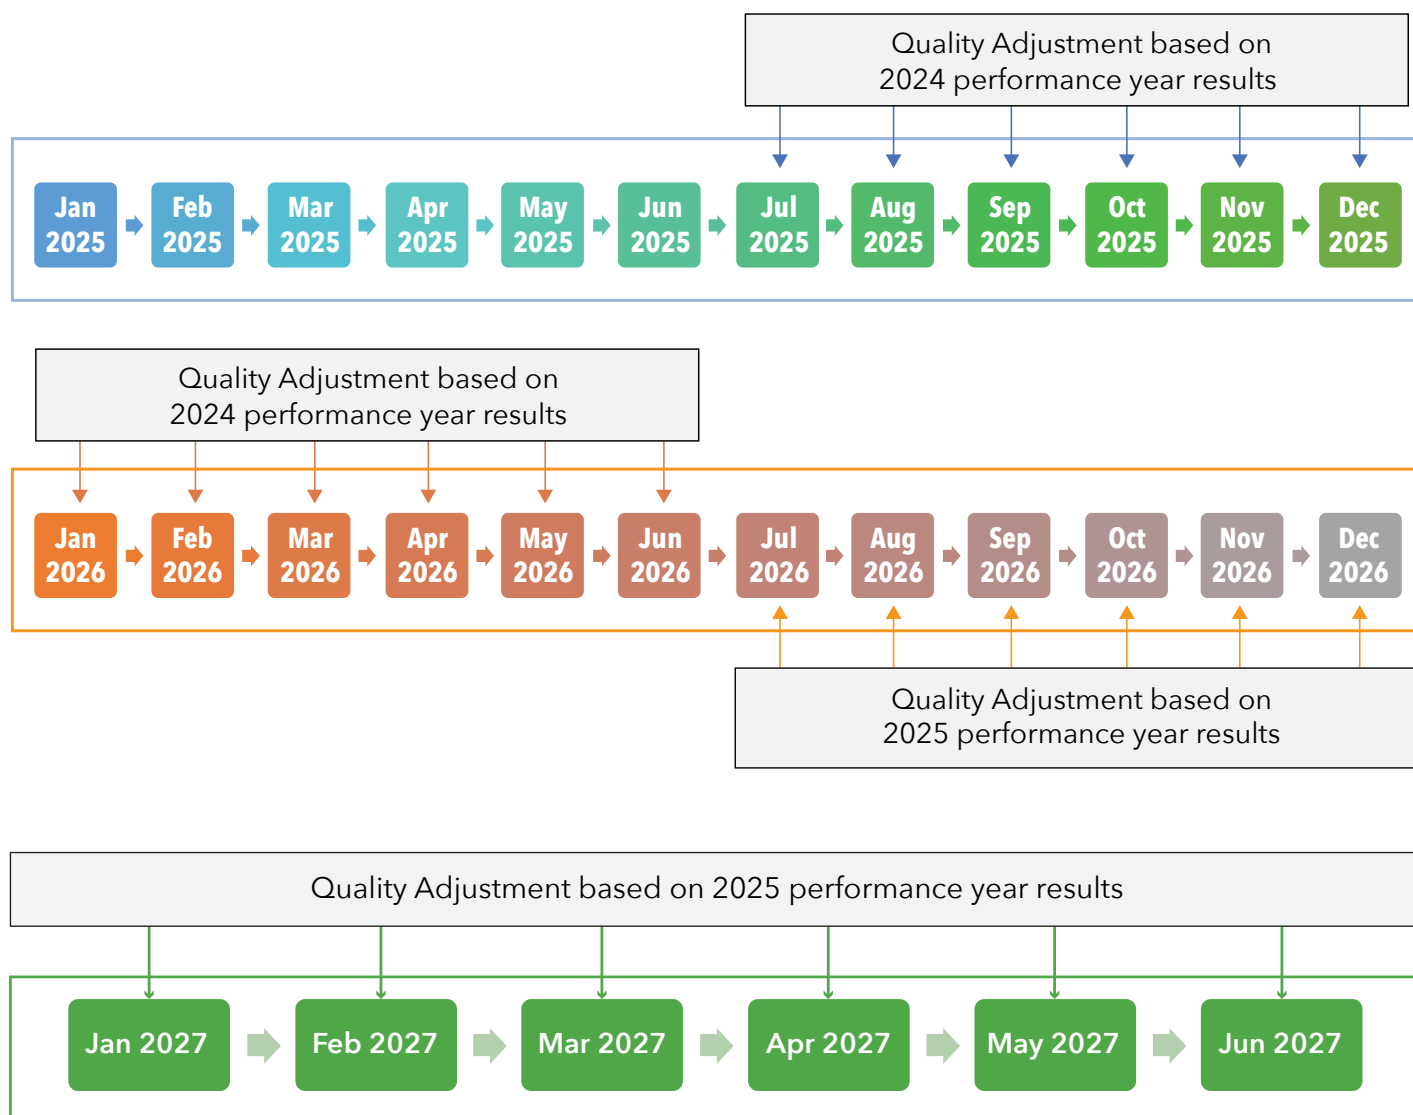 Quality Adjustment based on
2024 performance year results
Jan
2025
Feb
2025
Mar
2025
Apr
2025
May
2025
Jun
2025
Jul
2025
Aug
2025
Sep
2025
Oct
2025
Nov
2025
Dec
2025
Quality Adjustment based on
2024 performance year results
Jan
2026
Feb
2026
Mar
2026
Apr
2026
May
2026
Jun
2026
Jul
2026
Aug
2026
Sep
2026
Oct
2026
Nov
2026
Dec
2026
Quality Adjustment based on
2025 performance year results
Quality Adjustment based on 2025 performance year results
Jan 2027
Feb 2027
Mar 2027
Apr 2027
May 2027
Jun 2027